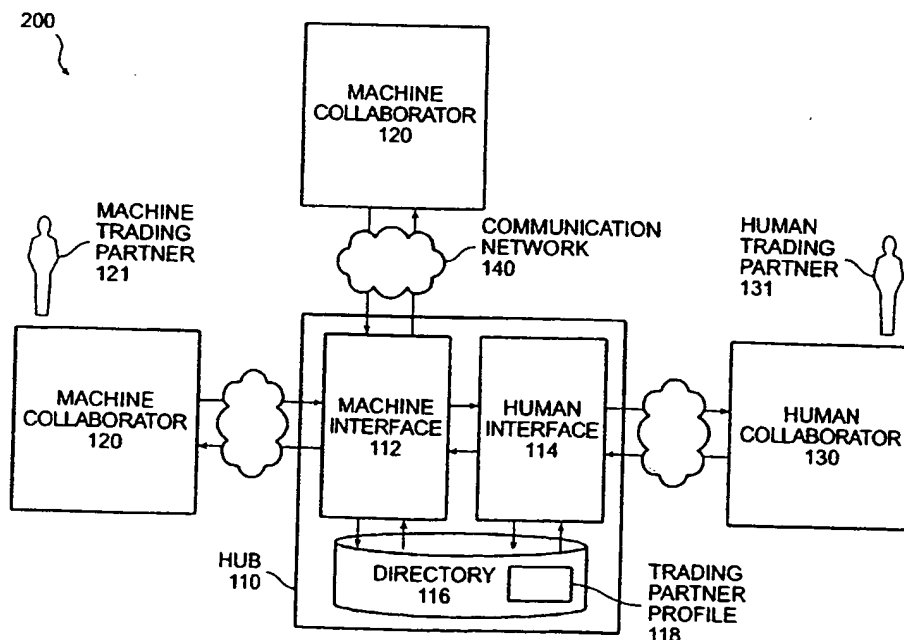 200
MACHINE
COLLABORATOR
120
MACHINE
TRADING
PARTNER
121
COMMUNICATION
NETWORK
140
HUMAN
TRADING
PARTNER
131
MACHINE
COLLABORATOR
120
MACHINE
INTERFACE
112
HUMAN
INTERFACE
114
HUMAN
COLLABORATOR
130
HUB
110
DIRECTORY
116
TRADING
PARTNER
PROFILE
118